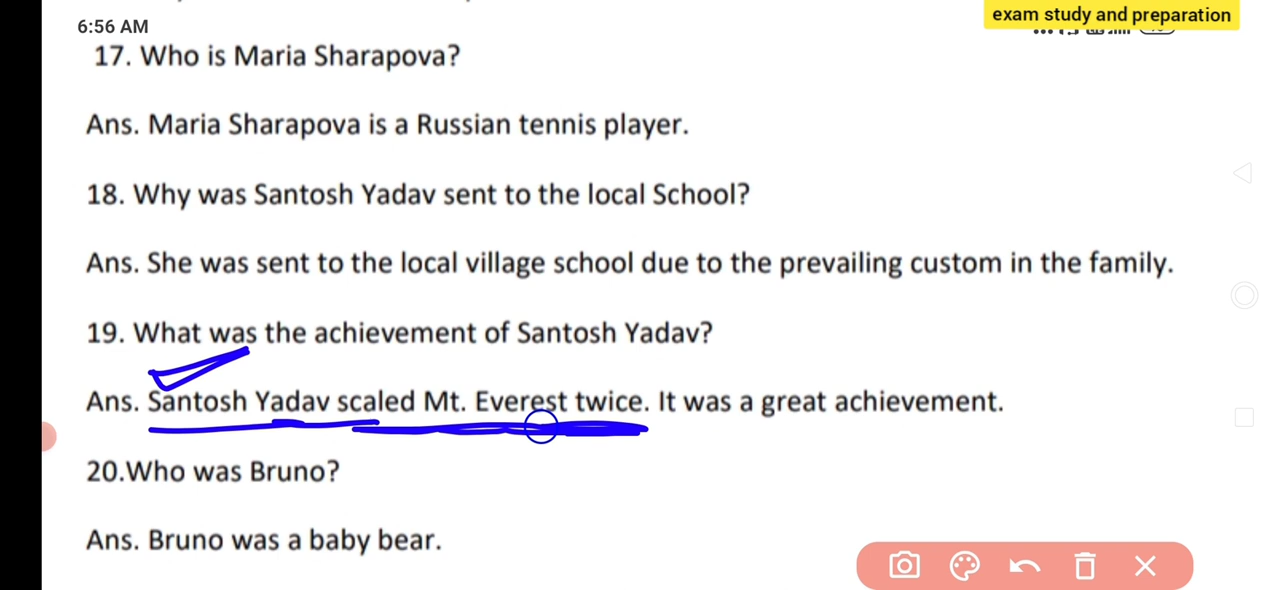 exam study and preparation
6:56 AM
17. Who is Maria Sharapova?
Ans. Maria Sharapova is a Russian tennis player.
18. Why was Santosh Yadav sent to the local School?
Ans. She was sent to the local village school due to the prevailing custom in the family.
19. What was the achievement of Santosh Yadav?
Ans. Santosh Yadav scaled Mt. Everest twice. It was a great achievement.
20.Who was Bruno?
Ans. Bruno was a baby bear.